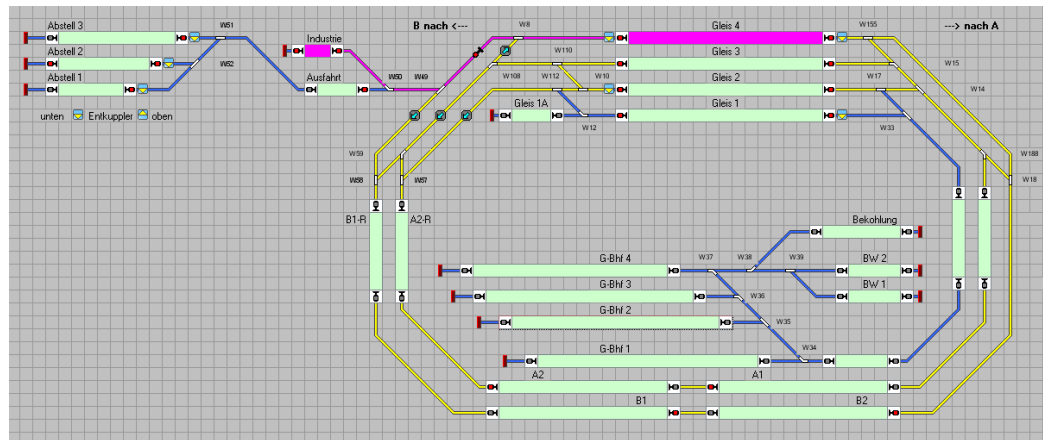 Abstell 3
W51
B nach <---
W8
Gleis 4
W155
---> nach A
Industrie
Abstell 2
W110
Gleis 3
W52
W15
Abstell 1
Ausfahrt
W50
W49
W108
W112
W10
Gleis 2
W17
W14
unten
Entkuppler
oben
Gleis 1A
Gleis 1
W12
W33
W59
W188
W58
W57
W18
B1-R
A2-R
Bekohlung
G-Bhf 4
W37
W38
W39
BW 2
G-Bhf 3
BW 1
W36
G-Bhf 2
W35
G-Bhf 1
W34
A2
A1
B1
B2